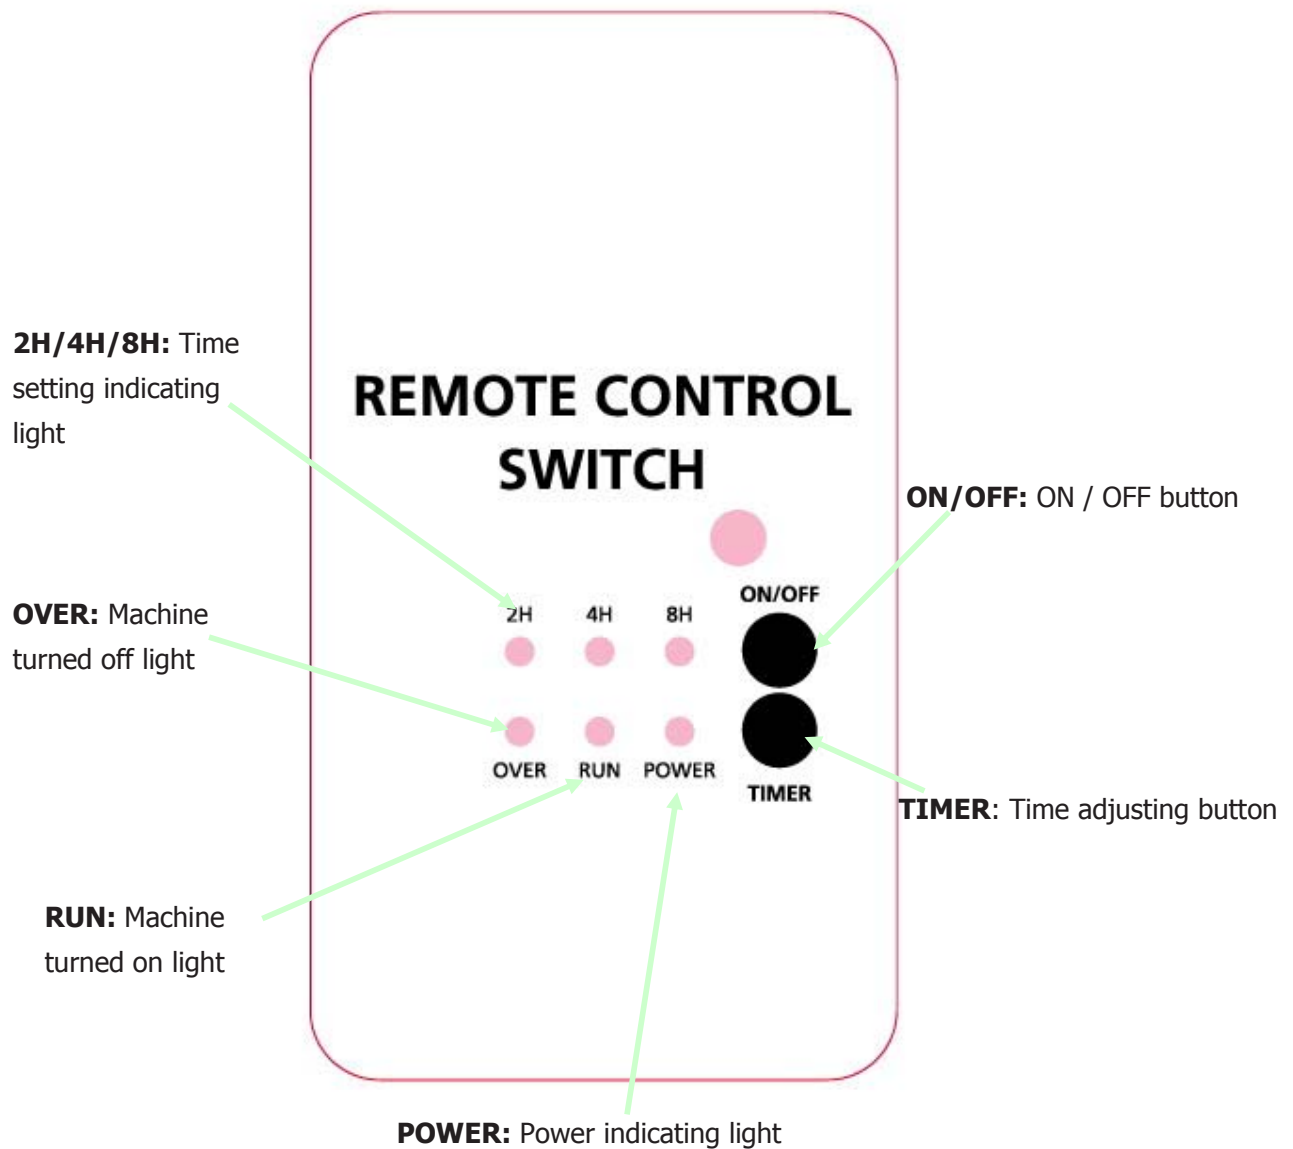 2H/4H/8H: Time
setting indicating
light
REMOTE CONTROL
SWITCH
ON/OFF: ON / OFF button
ON/OFF
2H 4H 8H
OVER: Machine
turned off light
OVER RUN POWER
TIMER
TIMER: Time adjusting button
RUN: Machine
turned on light
POWER: Power indicating light